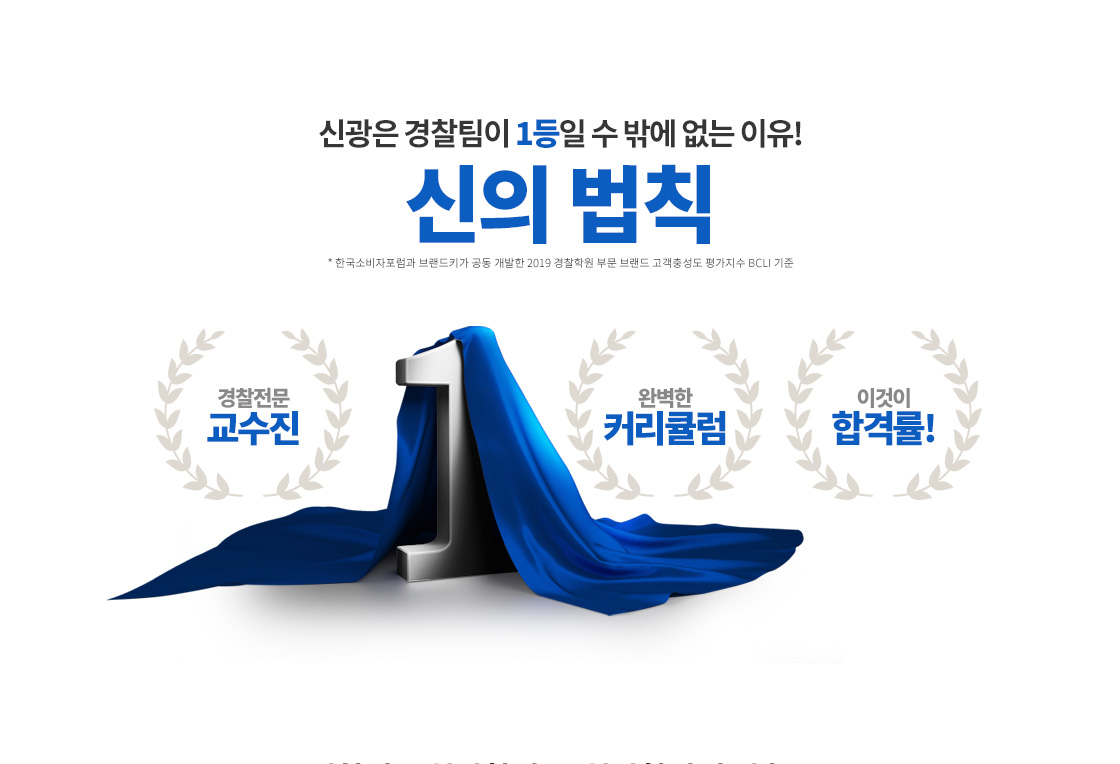 신광은 경찰팀이 1등일 수 밖에 없는 이유!
신의 법칙
* 한국소비자포럼과 브랜드키가 공동 개발한 2019 경찰학원 부문 브랜드 고객충성도 평가지수 BCLI 기준
경찰전문
교수진
1
완벽한
커리큘럼
이것이
합격률!